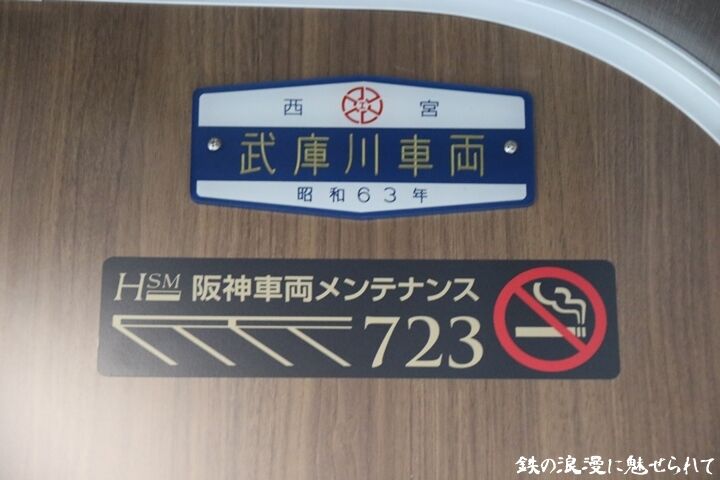 西宮
武庫川車両
昭和63年
HSM 阪神車両メンテナンス
723
鉄の浪漫に魅せられて